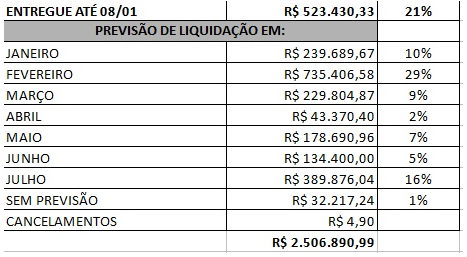 ENTREGUE ATÉ 08/01 R$ 523.430,33 21%
PREVISÃO DE LIQUIDAÇÃO EM:
JANEIRO R$ 239.689,67 10%
FEVEREIRO R$ 735.406,58 29%
MARÇO R$ 229.804,87 9%
ABRIL R$ 43.370,40 2%
MAIO R$ 178.690,96 7%
JUNHO R$ 134.400,00 5%
JULHO R$ 389.876,04 16%
SEM PREVISÃO R$ 32.217,24 1%
CANCELAMENTOS R$ 4,90
R$ 2.506.890,99